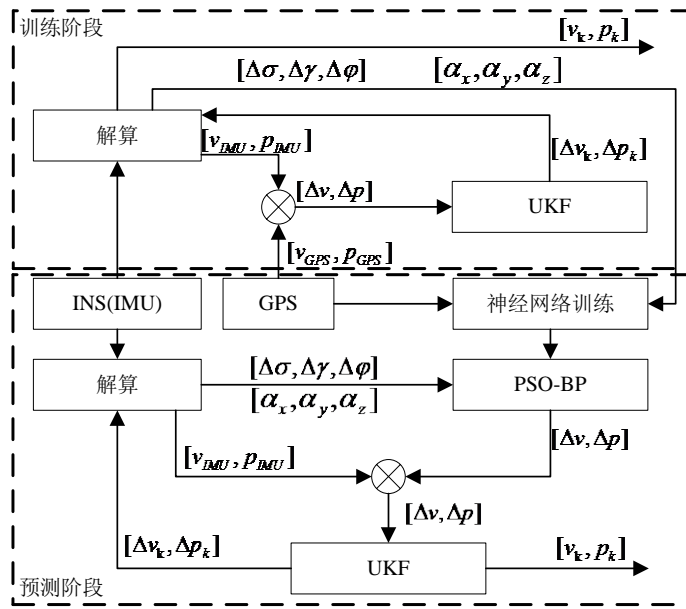 训练阶段
[v_k, p_k]
[Δσ, Δγ, Δφ]
[α_x, α_y, α_z]
解算
[v_IMU, p_IMU]
[Δv_k, Δp_k]
[Δv, Δp]
UKF
[v_GPS, p_GPS]
INS(IMU)
GPS
神经网络训练
解算
[Δσ, Δγ, Δφ]
[α_x, α_y, α_z]
PSO-BP
[v_IMU, p_IMU]
[Δv, Δp]
[Δv, Δp]
[Δv_k, Δp_k]
UKF
[v_k, p_k]
预测阶段